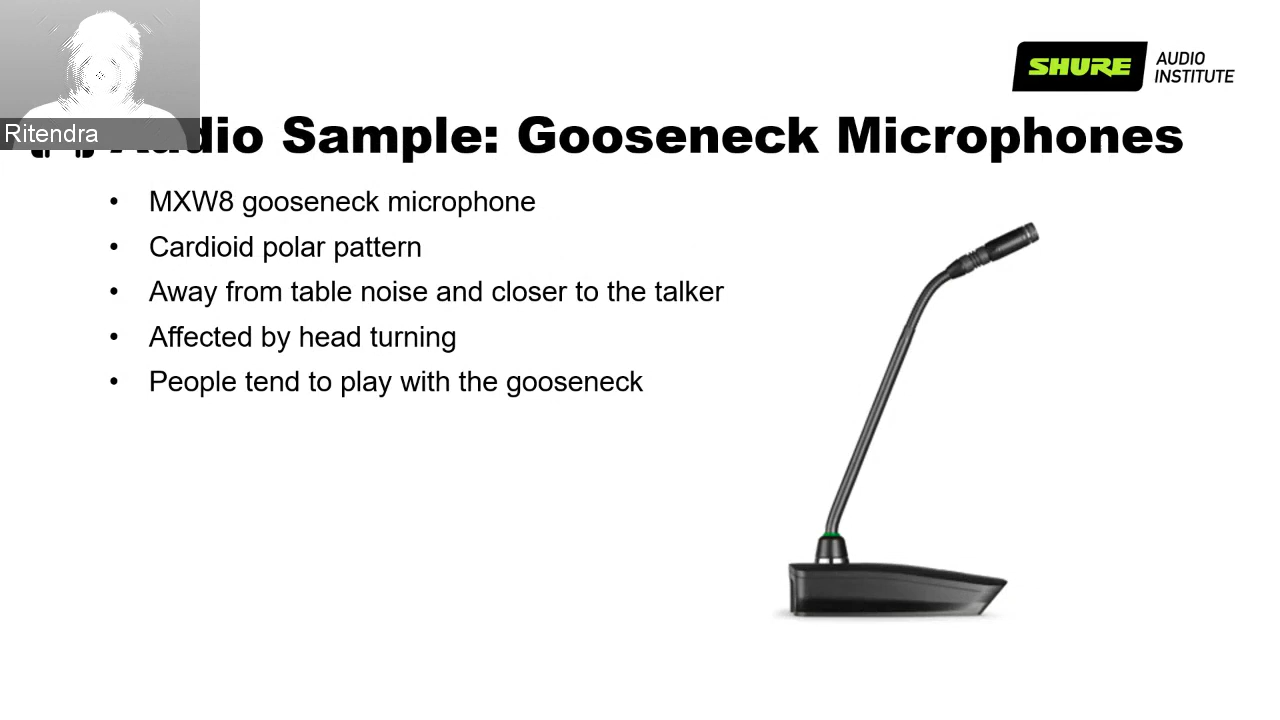 SHURE AUDIO
INSTITUTE
Ritendra
Audio Sample: Gooseneck Microphones
• MXW8 gooseneck microphone
• Cardioid polar pattern
• Away from table noise and closer to the talker
• Affected by head turning
• People tend to play with the gooseneck